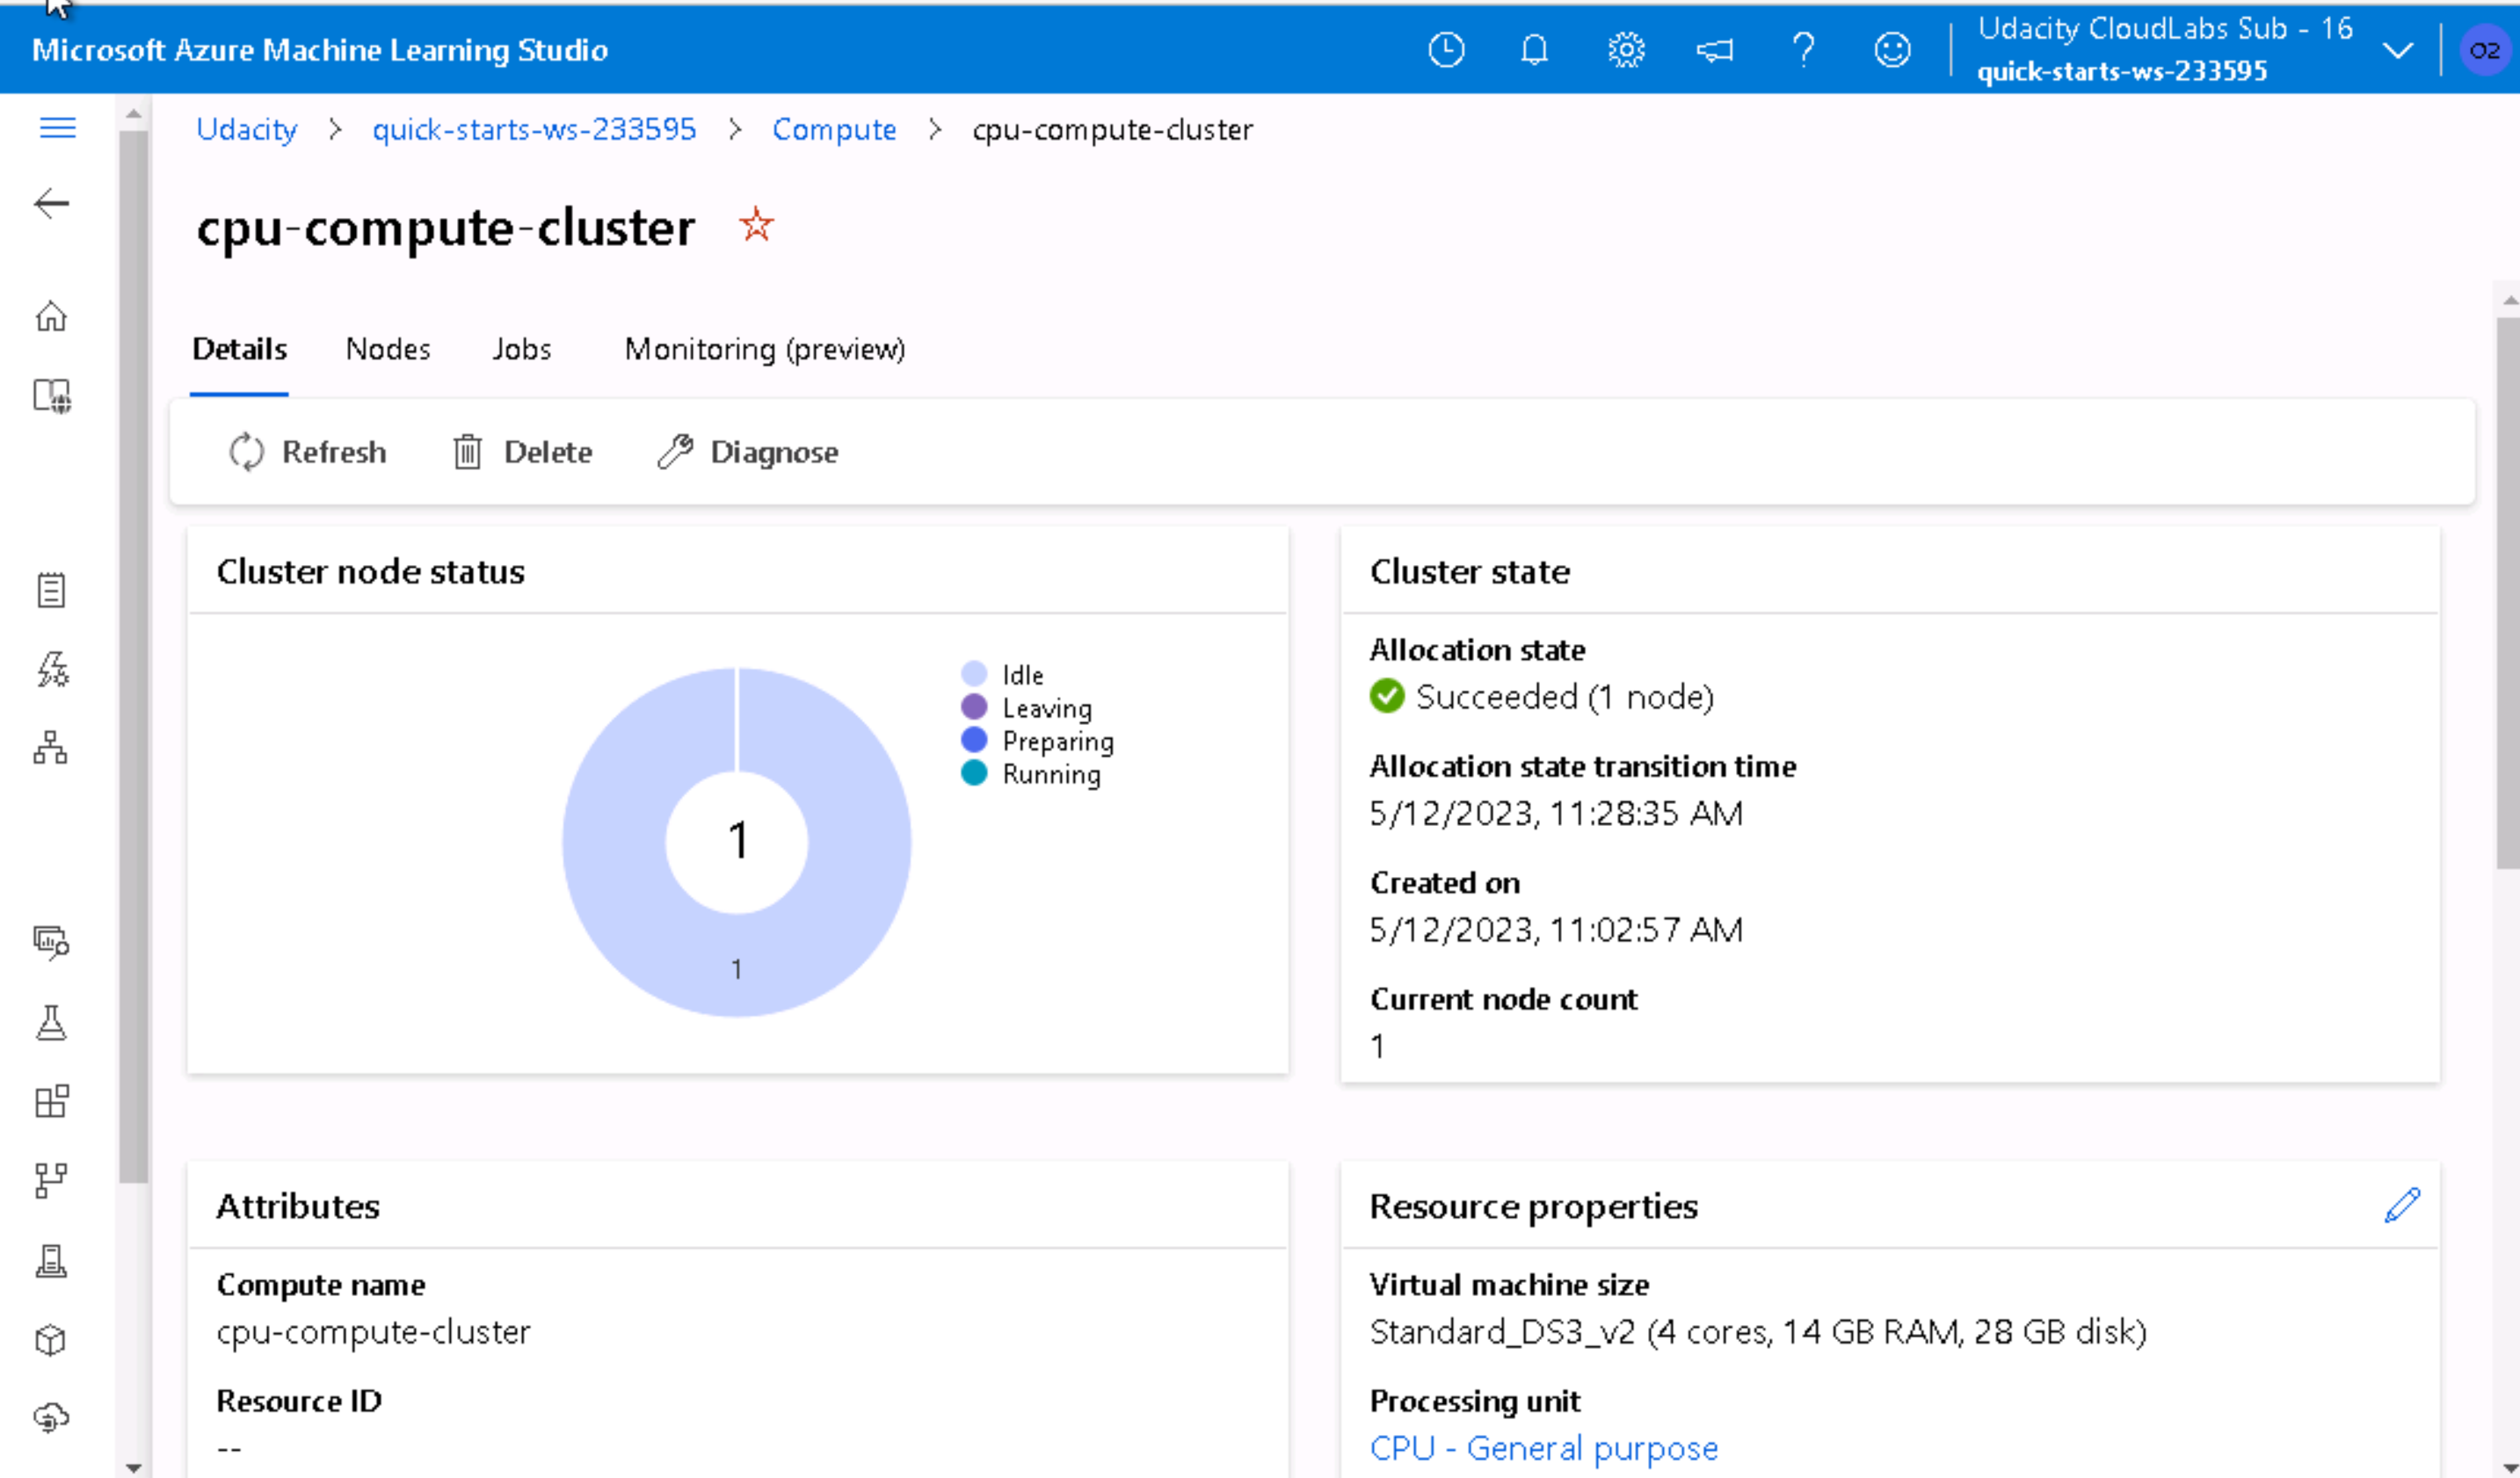 Microsoft Azure Machine Learning Studio
Udacity CloudLabs Sub - 16
quick-starts-ws-233595
O2
Udacity > quick-starts-ws-233595 > Compute > cpu-compute-cluster
cpu-compute-cluster
Details Nodes Jobs Monitoring (preview)
Refresh Delete Diagnose
Cluster node status
Idle
Leaving
Preparing
Running
1
1
Cluster state
Allocation state
Succeeded (1 node)
Allocation state transition time
5/12/2023, 11:28:35 AM
Created on
5/12/2023, 11:02:57 AM
Current node count
1
Attributes
Compute name
cpu-compute-cluster
Resource ID
--
Resource properties
Virtual machine size
Standard_DS3_v2 (4 cores, 14 GB RAM, 28 GB disk)
Processing unit
CPU - General purpose